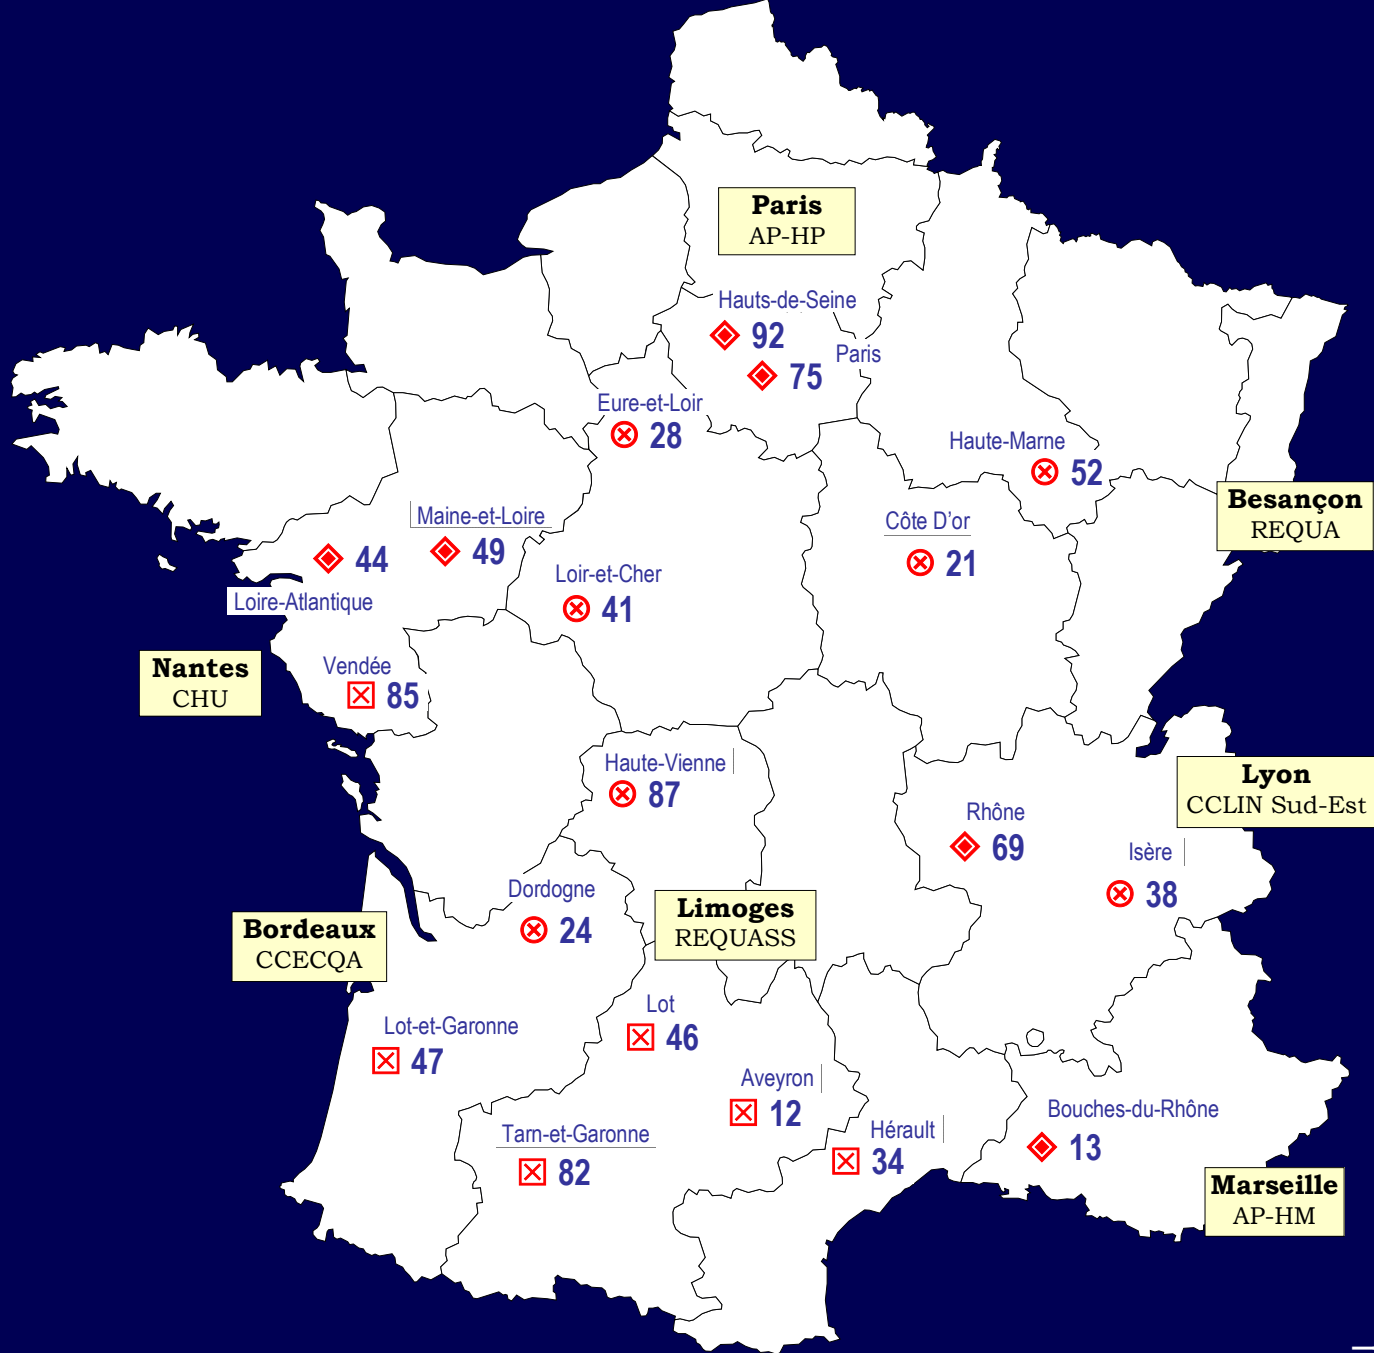 Paris
AP-HP
Hauts-de-Seine
92
Paris
75
Eure-et-Loir
28
Haute-Marne
52
Besançon
REQUA
Maine-et-Loire
49
44
Loire-Atlantique
Côte D'or
21
Loir-et-Cher
41
Nantes
CHU
Vendée
85
Haute-Vienne
87
Lyon
CCLIN Sud-Est
Rhône
69
Isère
38
Dordogne
24
Limoges
REQUASS
Bordeaux
CCECQA
Lot
46
Lot-et-Garonne
47
Aveyron
12
Tarn-et-Garonne
82
Hérault
34
Bouches-du-Rhône
13
Marseille
AP-HM